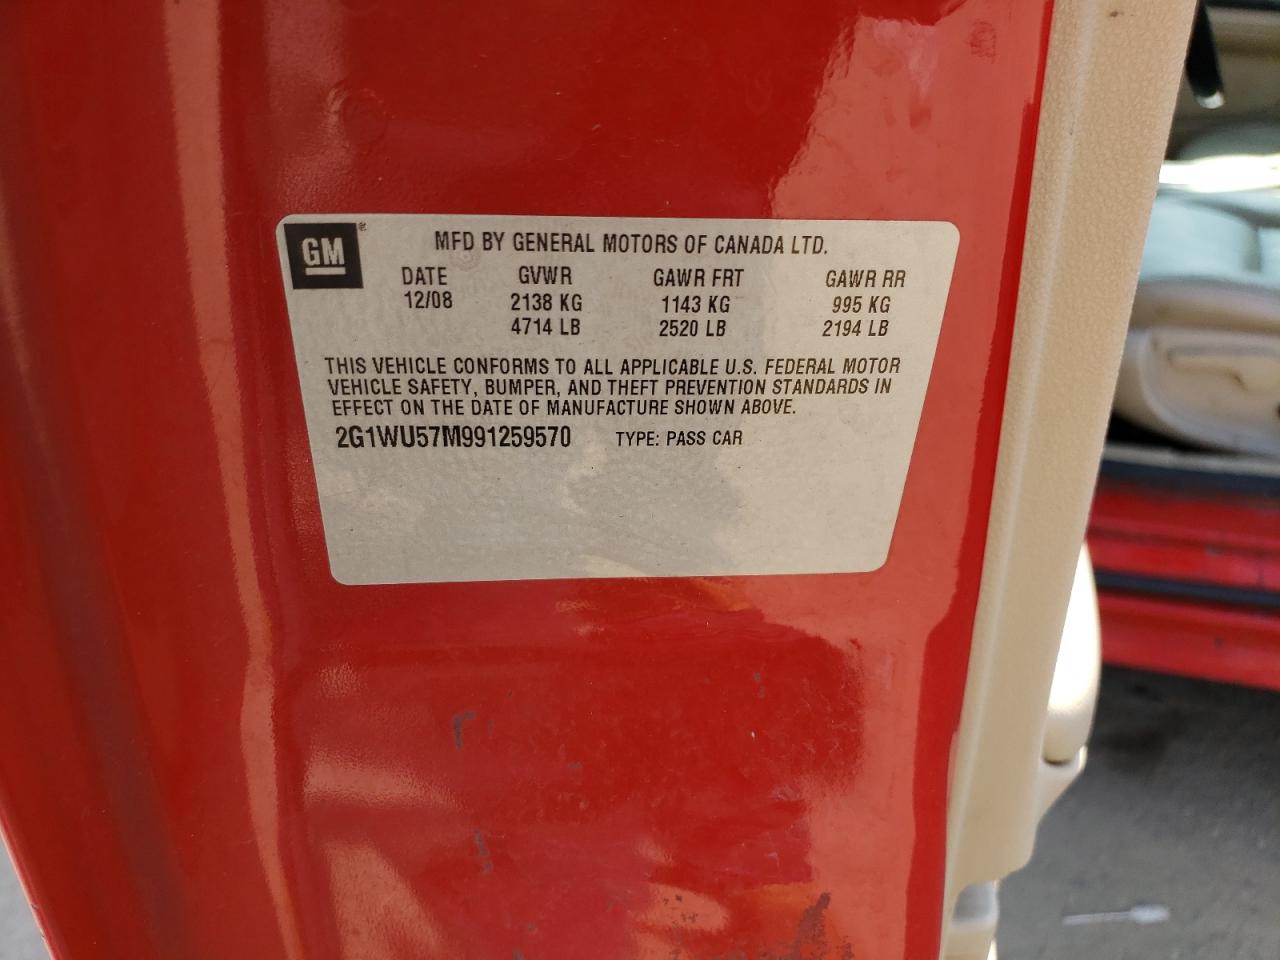 GM®
MFD BY GENERAL MOTORS OF CANADA LTD.
DATE GVWR GAWR FRT GAWR RR
12/08 2138 KG 1143 KG 995 KG
4714 LB 2520 LB 2194 LB
THIS VEHICLE CONFORMS TO ALL APPLICABLE U.S. FEDERAL MOTOR
VEHICLE SAFETY, BUMPER, AND THEFT PREVENTION STANDARDS IN
EFFECT ON THE DATE OF MANUFACTURE SHOWN ABOVE.
2G1WU57M991259570 TYPE: PASS CAR